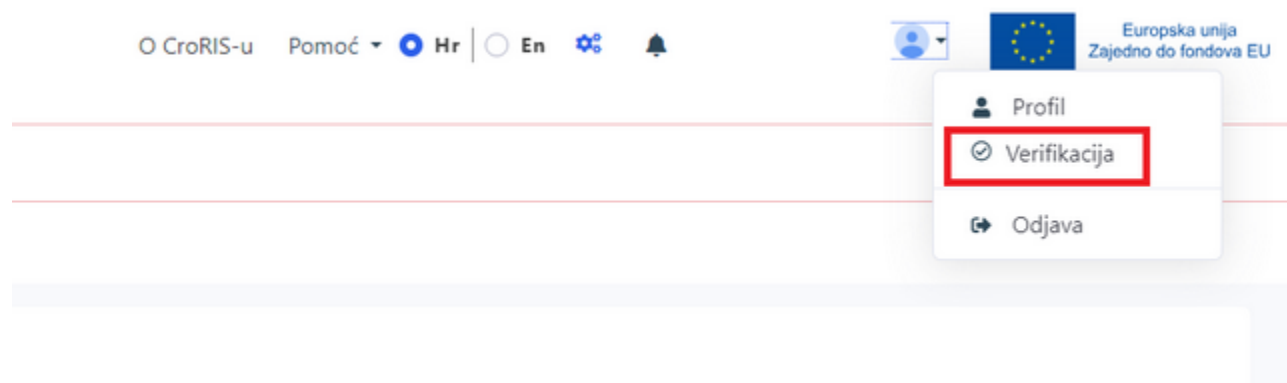 O CroRIS-u Pomoć Hr En
Europska unija
Zajedno do fondova EU
Profil
Verifikacija
Odjava